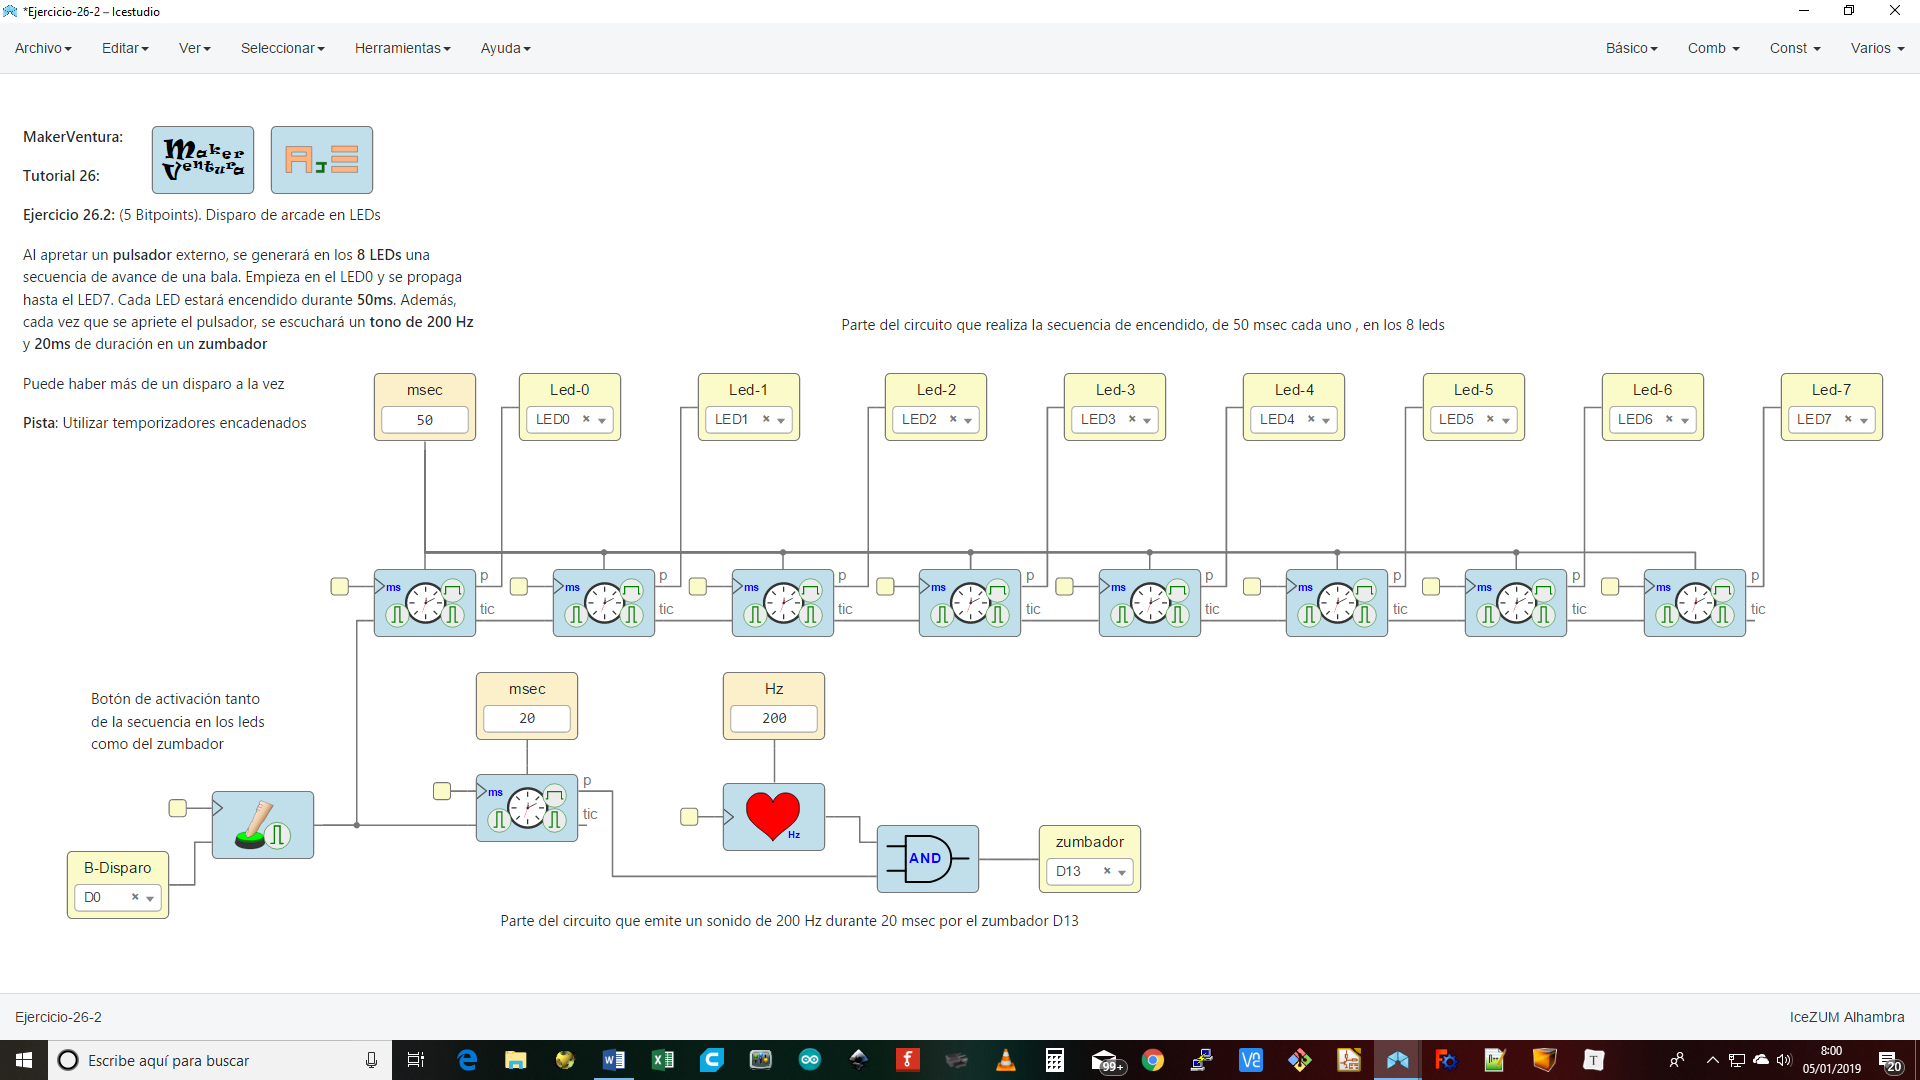 *Ejercicio-26-2 – Icestudio
Archivo Editar Ver Seleccionar Herramientas Ayuda Básico Comb Const Varios
MakerVentura:
Maker
Ventura
AJE
Tutorial 26:
Ejercicio 26.2: (5 Bitpoints). Disparo de arcade en LEDs
Al apretar un pulsador externo, se generará en los 8 LEDs una
secuencia de avance de una bala. Empieza en el LED0 y se propaga
hasta el LED7. Cada LED estará encendido durante 50ms. Además,
cada vez que se apriete el pulsador, se escuchará un tono de 200 Hz
y 20ms de duración en un zumbador
Puede haber más de un disparo a la vez
Pista: Utilizar temporizadores encadenados
Parte del circuito que realiza la secuencia de encendido, de 50 msec cada uno , en los 8 leds
msec Led-0 Led-1 Led-2 Led-3 Led-4 Led-5 Led-6 Led-7
50 LED0 LED1 LED2 LED3 LED4 LED5 LED6 LED7
ms p ms p ms p ms p ms p ms p ms p ms p
tic tic tic tic tic tic tic tic
Botón de activación tanto
de la secuencia en los leds
como del zumbador
msec
20
Hz
200
ms p
tic
Hz
AND
zumbador
D13
B-Disparo
D0
Parte del circuito que emite un sonido de 200 Hz durante 20 msec por el zumbador D13
Ejercicio-26-2 IceZUM Alhambra
Escribe aquí para buscar
99+
8:00
05/01/2019
20